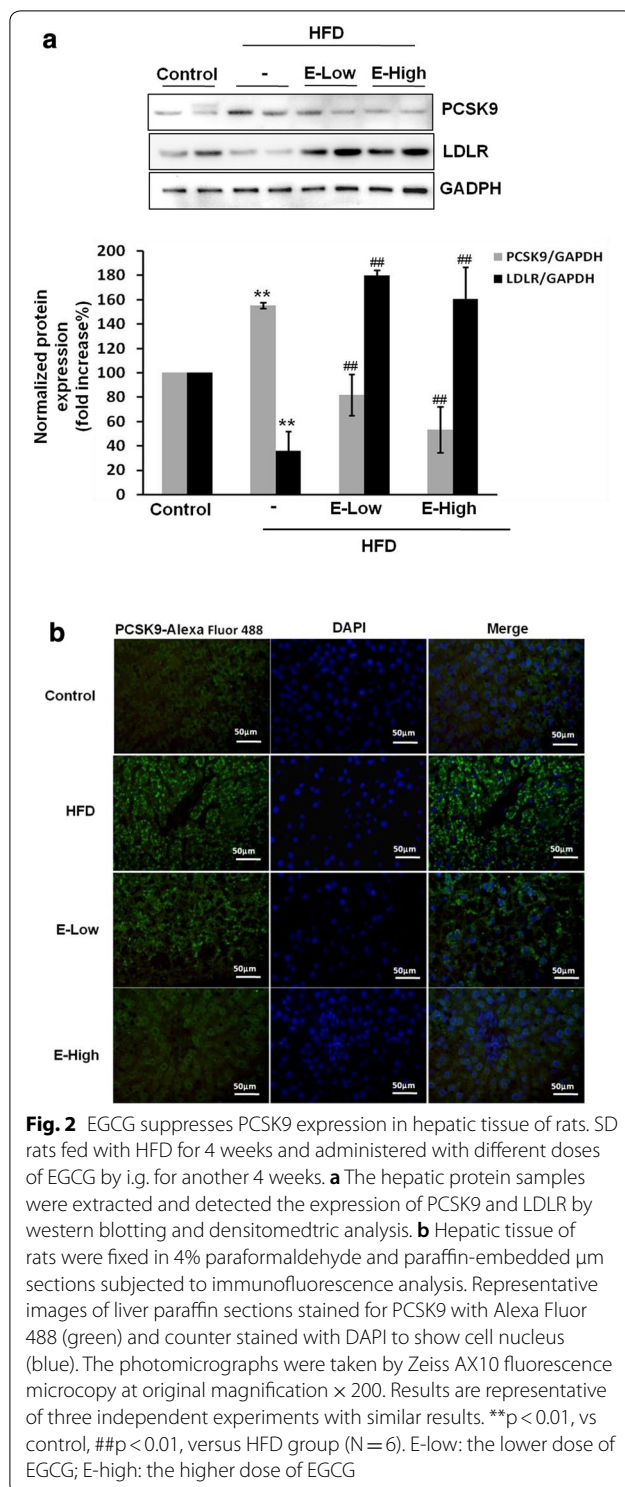 a
HFD
Control - E-Low E-High
PCSK9
LDLR
GADPH
Normalized protein
expression
(fold increase%)
200
180
160
140
120
100
80
60
40
20
0
PCSK9/GAPDH
LDLR/GAPDH
**
**
##
##
##
##
Control - E-Low E-High
HFD
b
PCSK9-Alexa Fluor 488 DAPI Merge
Control
50µm 50µm 50µm
HFD
50µm 50µm 50µm
E-Low
50µm 50µm 50µm
E-High
50µm 50µm 50µm
Fig. 2 EGCG suppresses PCSK9 expression in hepatic tissue of rats. SD
rats fed with HFD for 4 weeks and administered with different doses
of EGCG by i.g. for another 4 weeks. a The hepatic protein samples
were extracted and detected the expression of PCSK9 and LDLR by
western blotting and densitomedtric analysis. b Hepatic tissue of
rats were fixed in 4% paraformaldehyde and paraffin-embedded µm
sections subjected to immunofluorescence analysis. Representative
images of liver paraffin sections stained for PCSK9 with Alexa Fluor
488 (green) and counter stained with DAPI to show cell nucleus
(blue). The photomicrographs were taken by Zeiss AX10 fluorescence
microcopy at original magnification × 200. Results are representative
of three independent experiments with similar results. **p < 0.01, vs
control, ##p < 0.01, versus HFD group (N = 6). E-low: the lower dose of
EGCG; E-high: the higher dose of EGCG